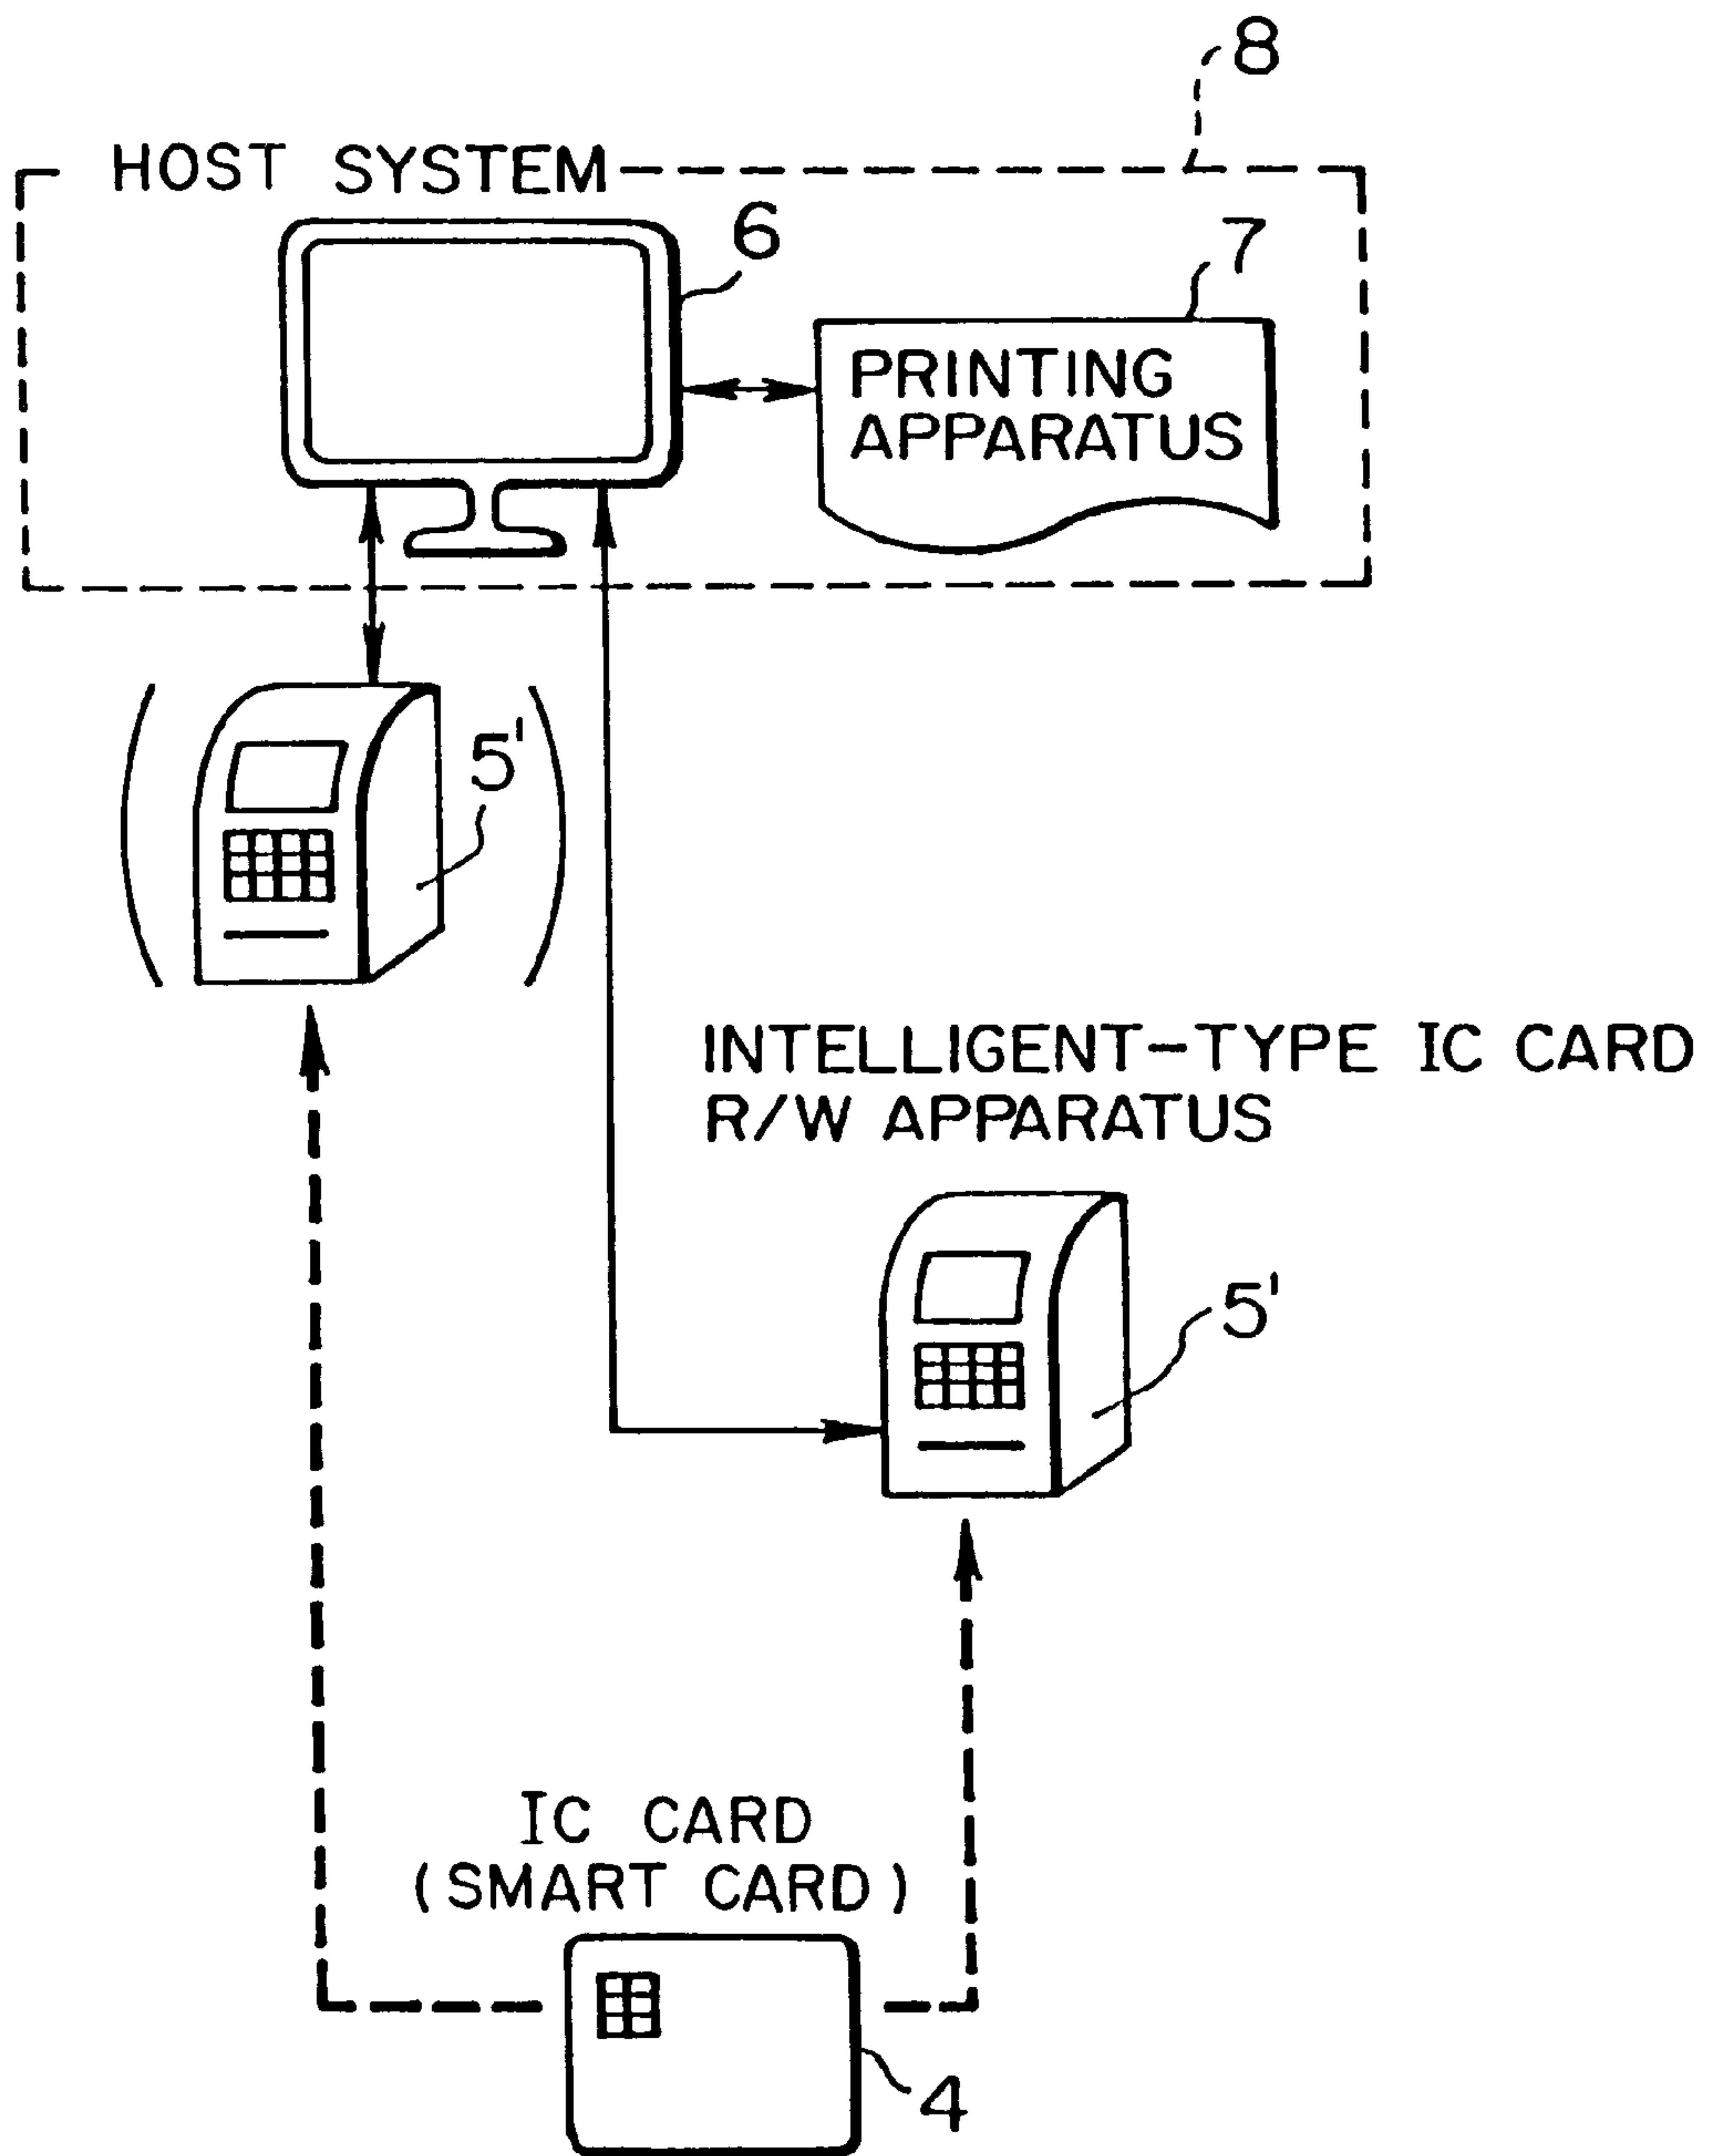 8
HOST SYSTEM
6
7
PRINTING
APPARATUS
5'
INTELLIGENT-TYPE IC CARD
R/W APPARATUS
5'
IC CARD
(SMART CARD)
4